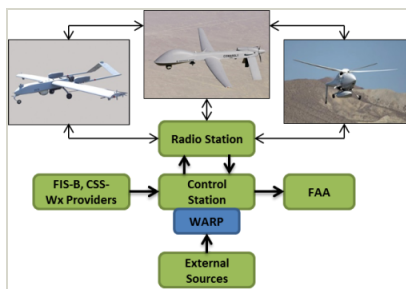 Radio Station
FIS-B, CSS-
Wx Providers
Control
Station
FAA
WARP
External
Sources